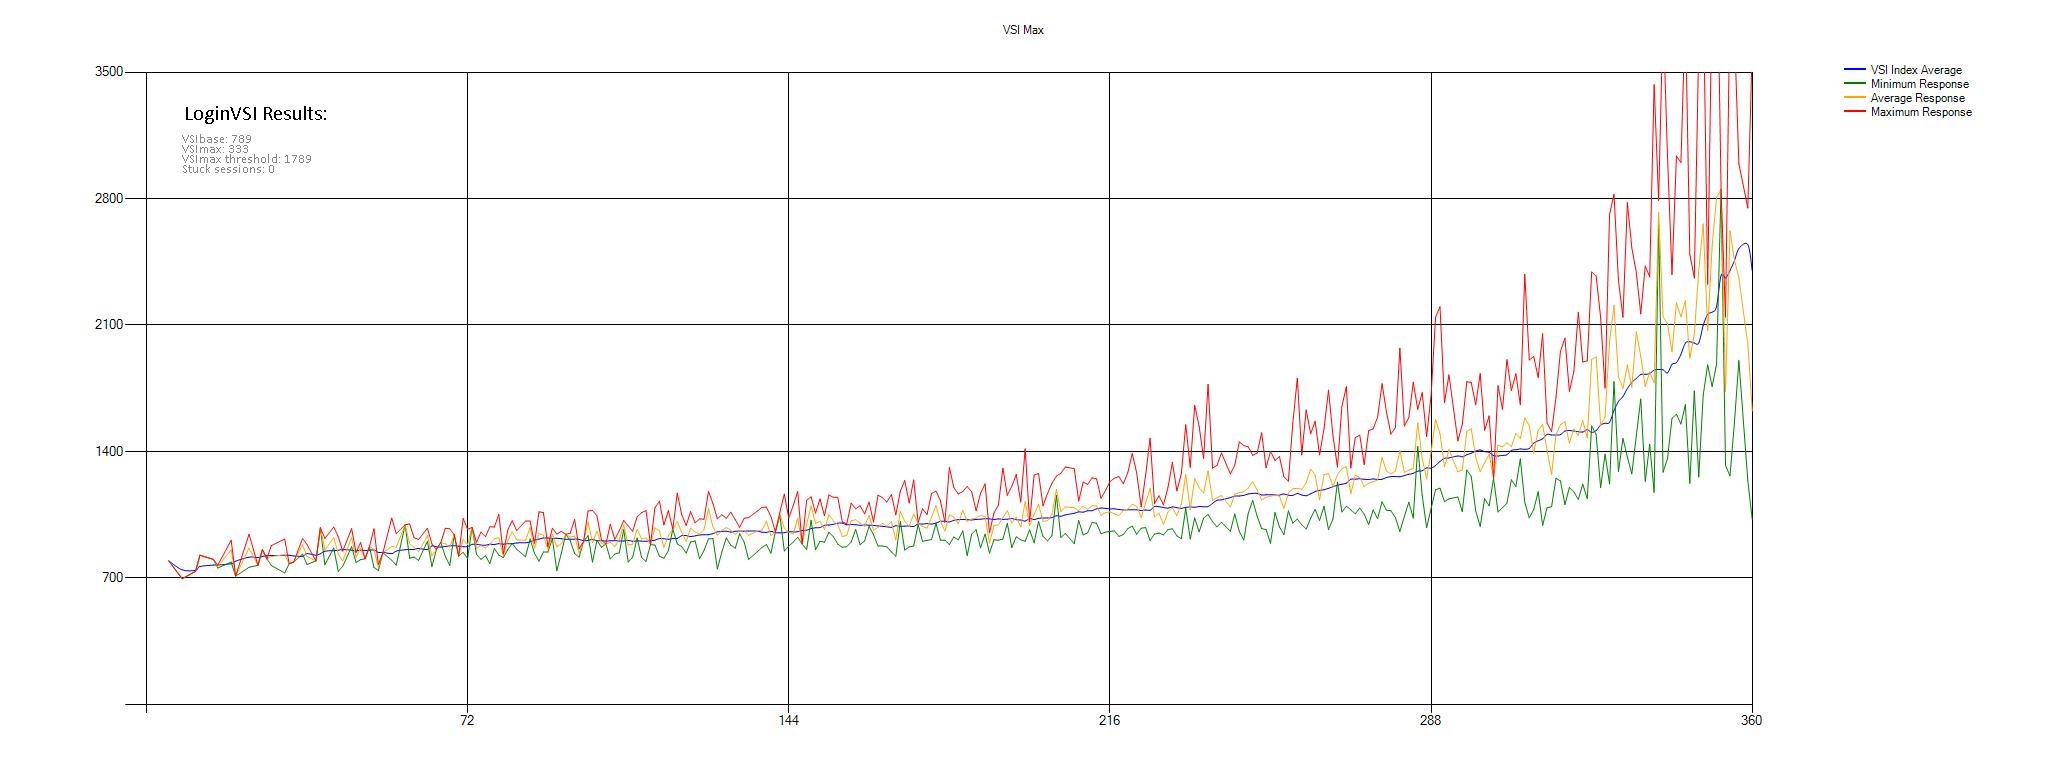 VSI Max
3500
2800
2100
1400
700
LoginVSI Results:
VSIbase: 789
VSImax: 333
VSImax threshold: 1789
Stuck sessions: 0
72
144
216
288
360
VSI Index Average
Minimum Response
Average Response
Maximum Response